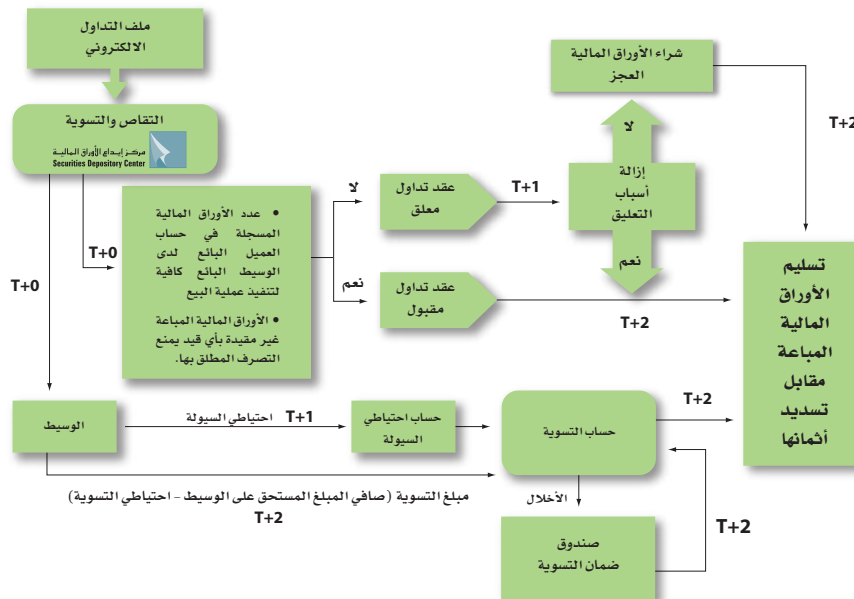 ملف التداول
الالكتروني
التقاص والتسوية
مركز إيداع الأوراق المالية
Securities Depository Center
T+0
T+0
• عدد الأوراق المالية
المسجلة في حساب
العميل البائع لدى
الوسيط البائع كافية
لتنفيذ عملية البيع
• الأوراق المالية المباعة
غير مقيدة بأي قيد يمنع
التصرف المطلق بها.
لا
نعم
عقد تداول
معلق
عقد تداول
مقبول
T+1
شراء الأوراق المالية
العجز
لا
إزالة
أسباب
التعليق
نعم
T+2
T+2
تسليم
الأوراق
المالية
المباعة
مقابل
تسديد
أثمانها
الوسيط
احتياطي السيولة T+1
حساب احتياطي
السيولة
حساب التسوية
T+2
مبلغ التسوية (صافي المبلغ المستحق على الوسيط - احتياطي التسوية)
T+2
الأخلال
صندوق
ضمان التسوية
T+2